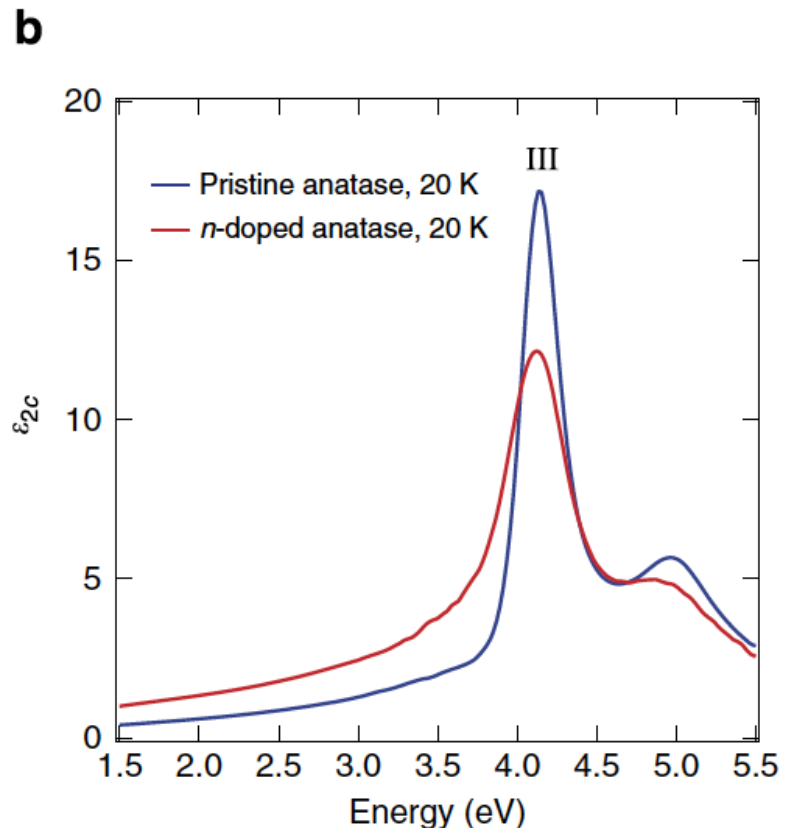 b
20
III
Pristine anatase, 20 K
n-doped anatase, 20 K
15
10
5
0
ε2c
1.5 2.0 2.5 3.0 3.5 4.0 4.5 5.0 5.5
Energy (eV)